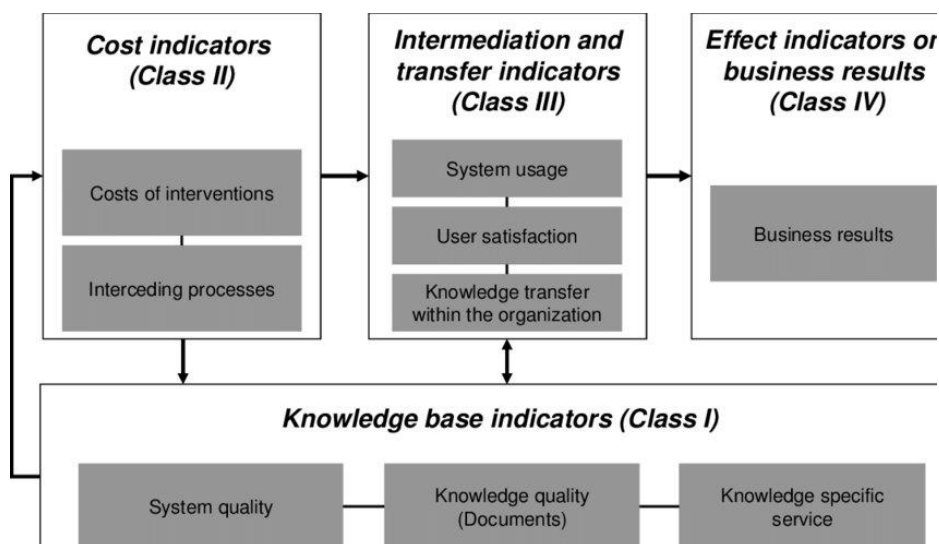 Cost indicators
(Class II)
Costs of interventions
Interceding processes
Intermediation and
transfer indicators
(Class III)
System usage
User satisfaction
Knowledge transfer
within the organization
Effect indicators on
business results
(Class IV)
Business results
Knowledge base indicators (Class I)
System quality
Knowledge quality
(Documents)
Knowledge specific
service